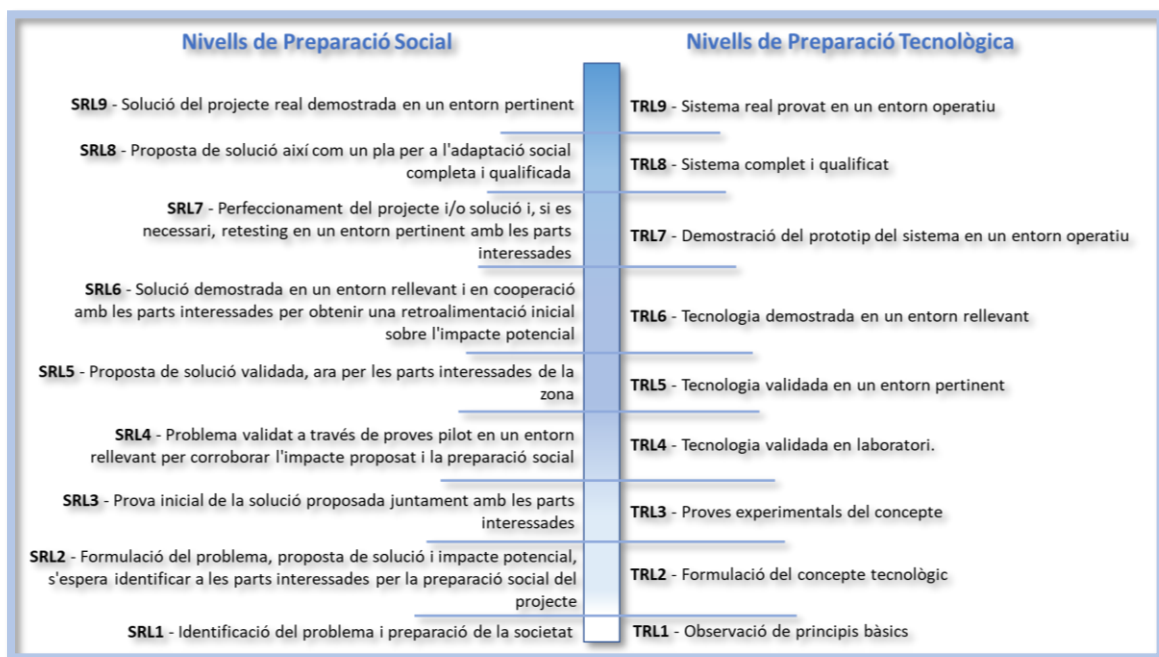 Nivells de Preparació Social
SRL9 - Solució del projecte real demostrada en un entorn pertinent
SRL8 - Proposta de solució així com un pla per a l'adaptació social
completa i qualificada
SRL7 - Perfeccionament del projecte i/o solució i, si es
necessari, retesting en un entorn pertinent amb les parts
interessades
SRL6 - Solució demostrada en un entorn rellevant i en cooperació
amb les parts interessades per obtenir una retroalimentació inicial
sobre l'impacte potencial
SRL5 - Proposta de solució validada, ara per les parts interessades de la
zona
SRL4 - Problema validat a través de proves pilot en un entorn
rellevant per corroborar l'impacte proposat i la preparació social
SRL3 - Prova inicial de la solució proposada juntament amb les parts
interessades
SRL2 - Formulació del problema, proposta de solució i impacte potencial,
s'espera identificar a les parts interessades per la preparació social del
projecte
SRL1 - Identificació del problema i preparació de la societat
Nivells de Preparació Tecnològica
TRL9 - Sistema real provat en un entorn operatiu
TRL8 - Sistema complet i qualificat
TRL7 - Demostració del prototip del sistema en un entorn operatiu
TRL6 - Tecnologia demostrada en un entorn rellevant
TRL5 - Tecnologia validada en un entorn pertinent
TRL4 - Tecnologia validada en laboratori.
TRL3 - Proves experimentals del concepte
TRL2 - Formulació del concepte tecnològic
TRL1 - Observació de principis bàsics